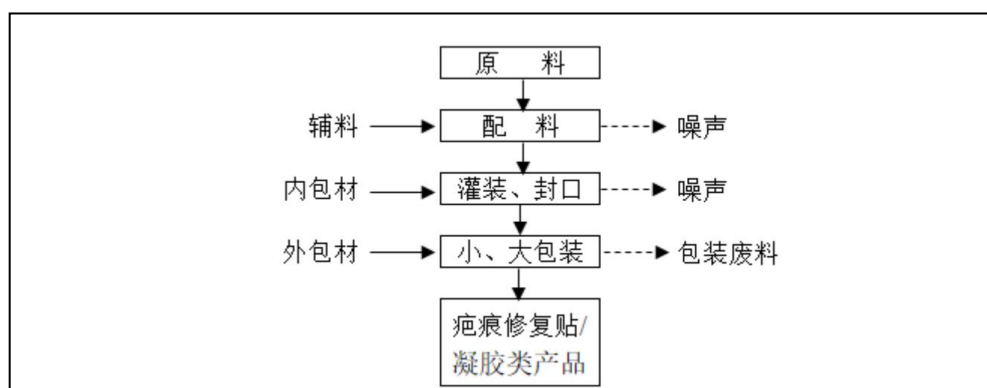 原 料
辅料 配 料 噪声
内包材 灌装、封口 噪声
外包材 小、大包装 包装废料
疤痕修复贴/
凝胶类产品